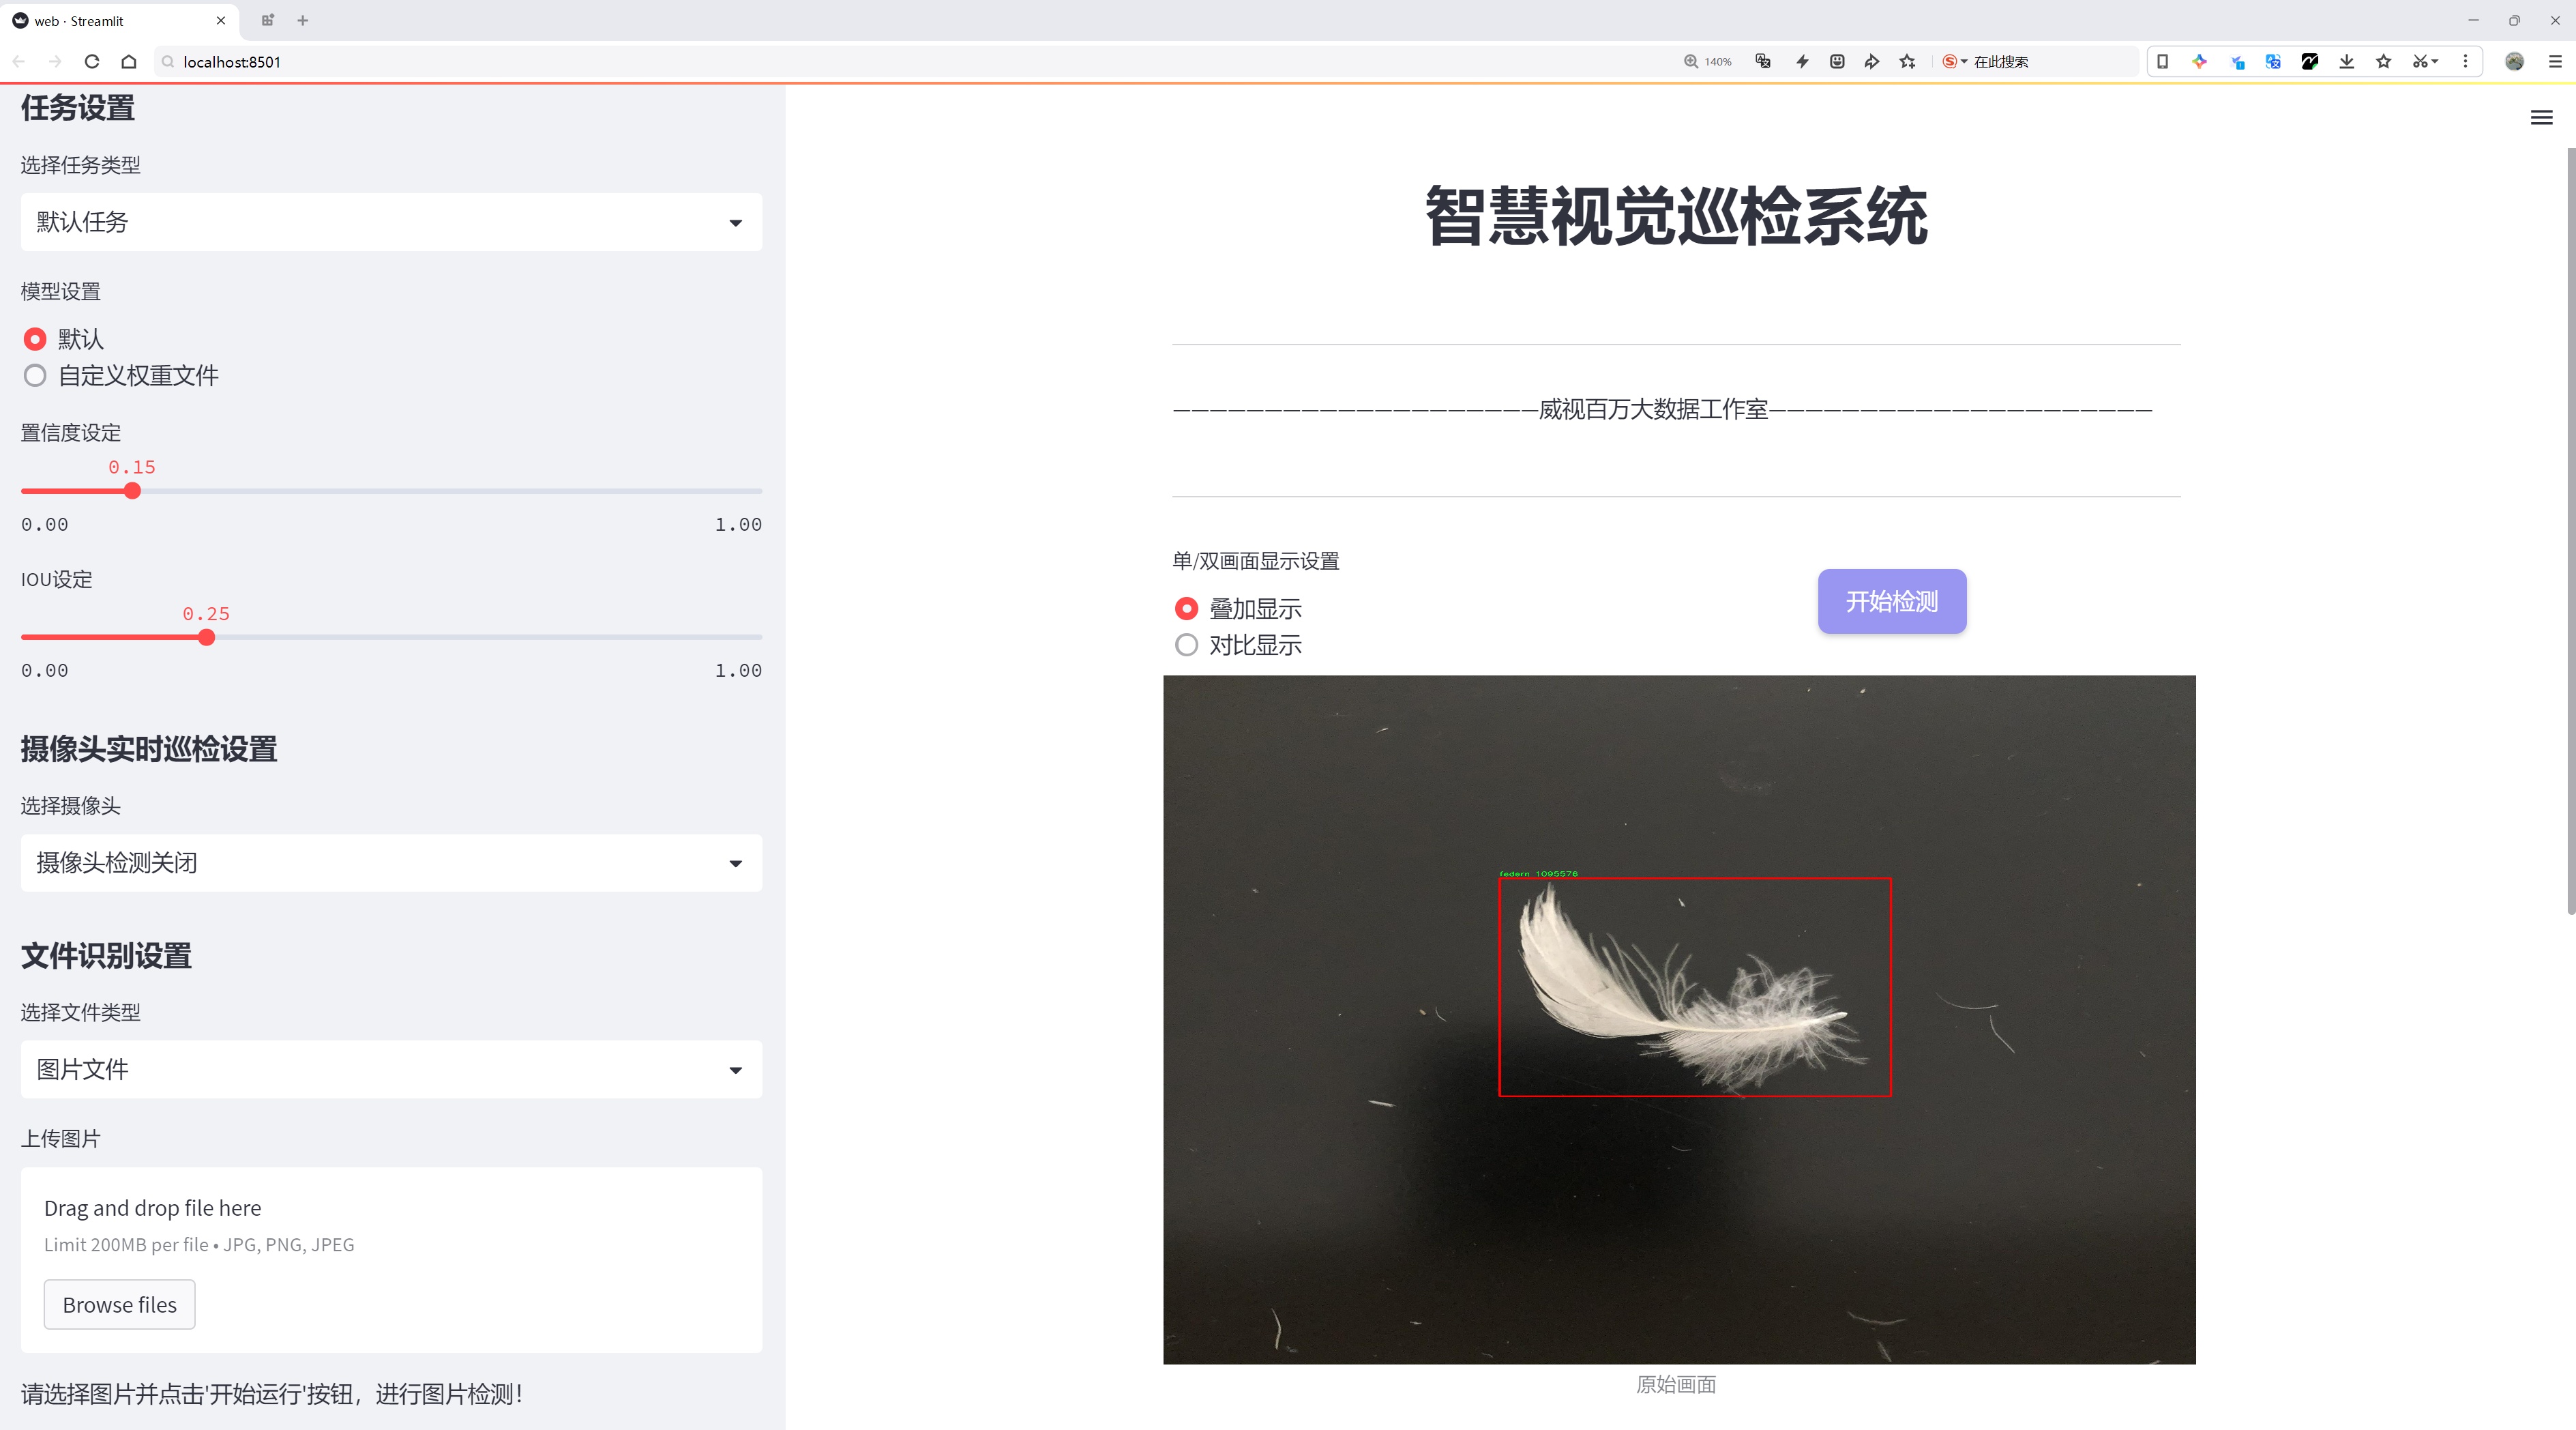 web · Streamlit
localhost:8501
140%
在此搜索
任务设置
选择任务类型
默认任务
模型设置
默认
自定义权重文件
置信度设定
0.15
0.00 1.00
IOU设定
0.25
0.00 1.00
摄像头实时巡检设置
选择摄像头
摄像头检测关闭
文件识别设置
选择文件类型
图片文件
上传图片
Drag and drop file here
Limit 200MB per file • JPG, PNG, JPEG
Browse files
请选择图片并点击'开始运行'按钮，进行图片检测！
智慧视觉巡检系统
————————————————————威视百万大数据工作室—————————————————————
单/双画面显示设置
叠加显示
对比显示
开始检测
federn 1095576
原始画面